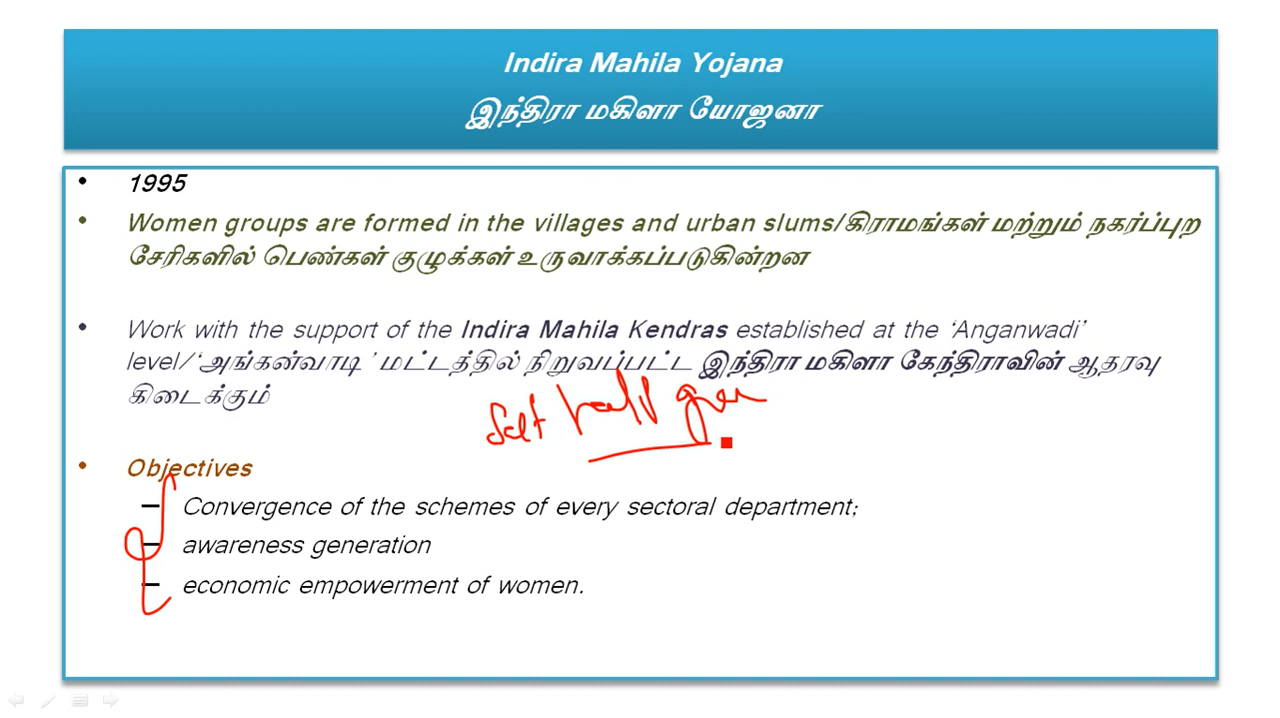 Indira Mahila Yojana
இந்திரா மகிளா யோஜனா
• 1995
• Women groups are formed in the villages and urban slums/கிராமங்கள் மற்றும் நகர்ப்புற
சேரிகளில் பெண்கள் குழுக்கள் உருவாக்கப்படுகின்றன
• Work with the support of the Indira Mahila Kendras established at the ‘Anganwadi’
level/‘அங்கன்வாடி ’ மட்டத்தில் நிறுவப்பட்ட இந்திரா மகிளா கேந்திராவின் ஆதரவு
கிடைக்கும்
Self
• Objectives
– Convergence of the schemes of every sectoral department;
– awareness generation
– economic empowerment of women.